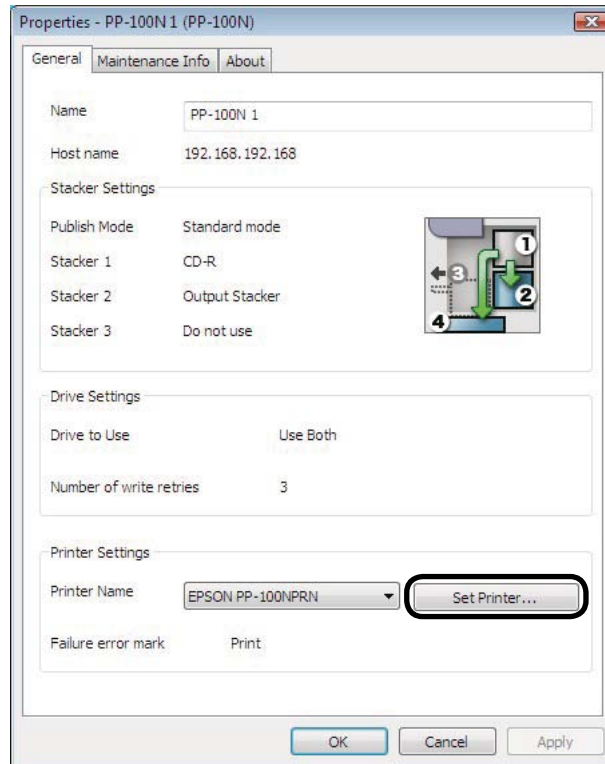 Properties - PP-100N 1 (PP-100N)
General Maintenance Info About
Name PP-100N 1
Host name 192.168.192.168
Stacker Settings
Publish Mode Standard mode
Stacker 1 CD-R
Stacker 2 Output Stacker
Stacker 3 Do not use
1
3
2
4
Drive Settings
Drive to Use Use Both
Number of write retries 3
Printer Settings
Printer Name EPSON PP-100NPRN Set Printer...
Failure error mark Print
OK Cancel Apply